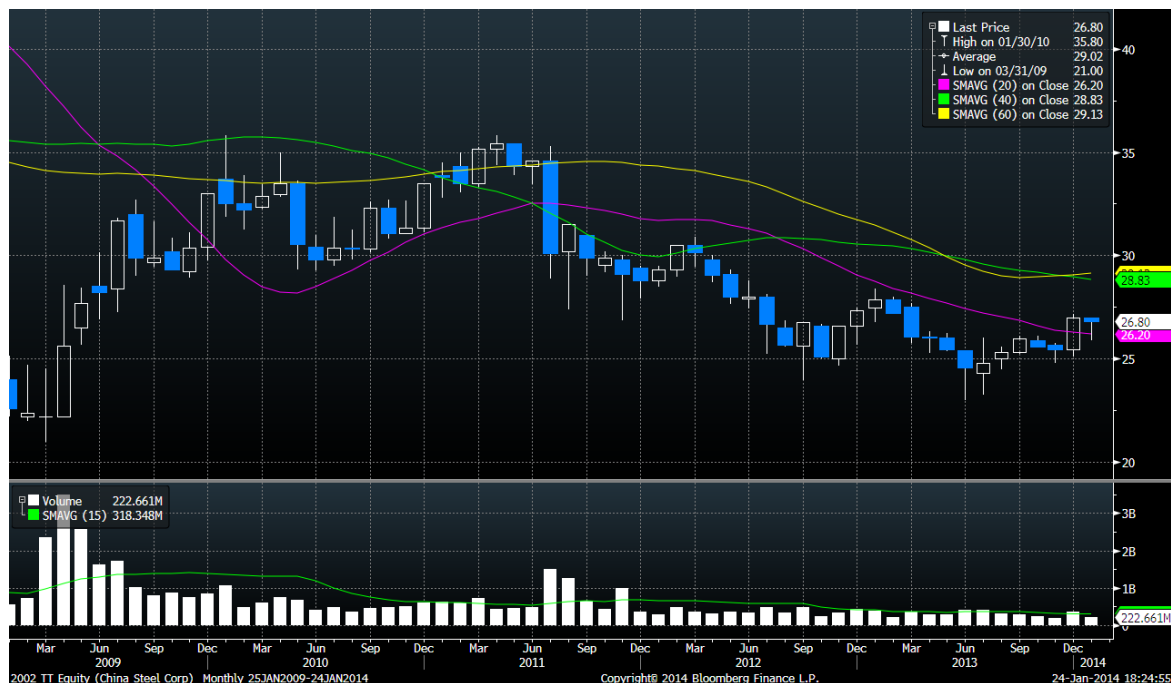 Last Price 26.80
High on 01/30/10 35.80
Average 29.02
Low on 03/31/09 21.00
SMAVG (20) on Close 26.20
SMAVG (40) on Close 28.83
SMAVG (60) on Close 29.13
40
35
30
28.83
26.80
26.20
25
20
Volume 222.661M
SMAVG (15) 318.348M
3B
2B
1B
222.661M
0
Mar Jun Sep Dec Mar Jun Sep Dec Mar Jun Sep Dec Mar Jun Sep Dec Mar Jun Sep Dec
2009 2010 2011 2012 2013 2014
2002 TT Equity (China Steel Corp) Monthly 25JAN2009-24JAN2014 Copyright© 2014 Bloomberg Finance L.P. 24-Jan-2014 18:24:55